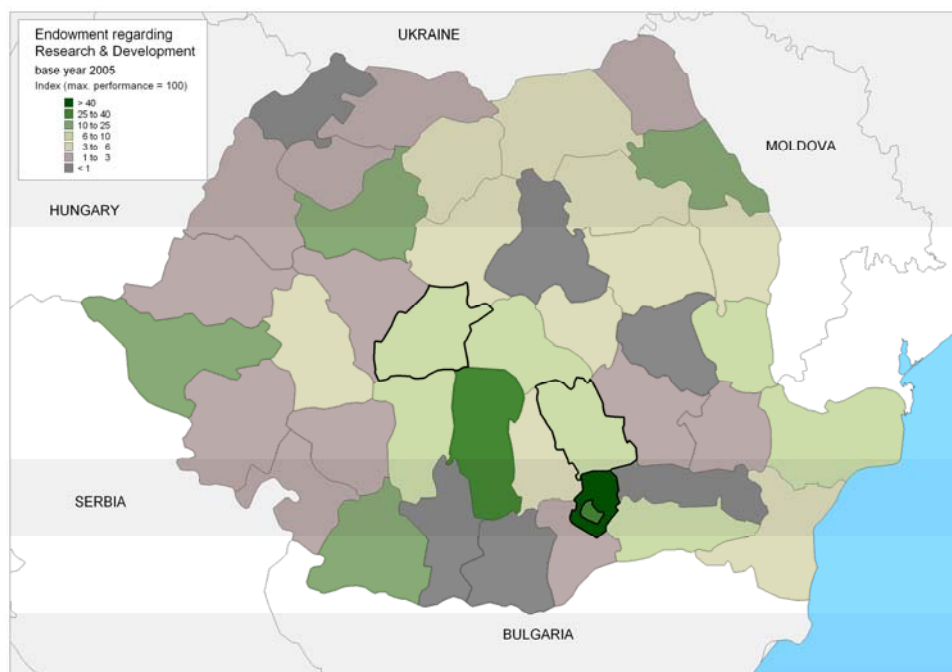 UKRAINE
Endowment regarding
Research & Development
base year 2005
Index (max. performance = 100)
> 40
25 to 40
10 to 25
6 to 10
3 to 6
1 to 3
< 1
MOLDOVA
HUNGARY
SERBIA
BULGARIA